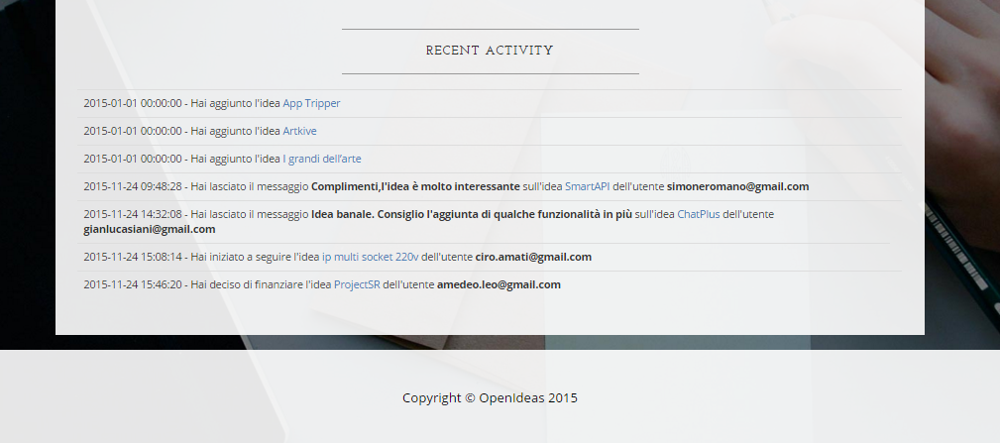 RECENT ACTIVITY
2015-01-01 00:00:00 - Hai aggiunto l'idea App Tripper
2015-01-01 00:00:00 - Hai aggiunto l'idea Artkive
2015-01-01 00:00:00 - Hai aggiunto l'idea I grandi dell'arte
2015-11-24 09:48:28 - Hai lasciato il messaggio Complimenti,l'idea è molto interessante sull'idea SmartAPI dell'utente simoneromano@gmail.com
2015-11-24 14:32:08 - Hai lasciato il messaggio Idea banale. Consiglio l'aggiunta di qualche funzionalità in più sull'idea ChatPlus dell'utente
gianlucasiani@gmail.com
2015-11-24 15:08:14 - Hai iniziato a seguire l'idea ip multi socket 220v dell'utente ciro.amati@gmail.com
2015-11-24 15:46:20 - Hai deciso di finanziare l'idea ProjectSR dell'utente amedeo.leo@gmail.com
Copyright © OpenIdeas 2015